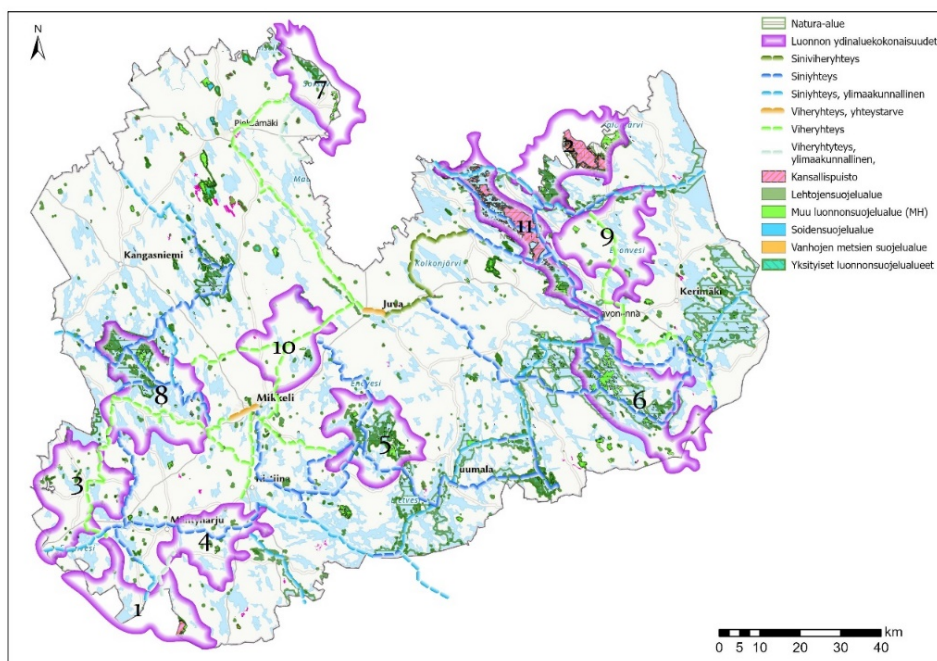 N
Natura-alue
Luonnon ydinaluekokonaisuudet
Siniviheryhteys
Siniyhteys
Siniyhteys, ylimaakunnallinen
Viheryhteys, yhteystarve
Viheryhteys
Viheryhtyteys,
ylimaakunnallinen,
Kansallispuisto
Lehtojensuojelualue
Muu luonnonsuojelualue (MH)
Soidensuojelualue
Vanhojen metsien suojelualue
Yksityiset luonnonsuojelualueet
7
2
11
9
Kangasniemi
Kolkonjärvi
Kerimäki
Juva
10
8
Mikkeli
6
5
3
4
1
0 5 10 20 30 40 km